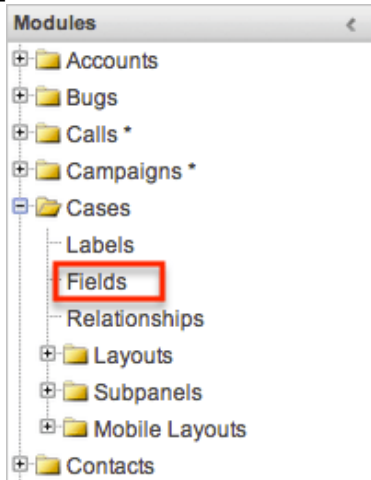 Modules
Accounts
Bugs
Calls *
Campaigns *
Cases
Labels
Fields
Relationships
Layouts
Subpanels
Mobile Layouts
Contacts